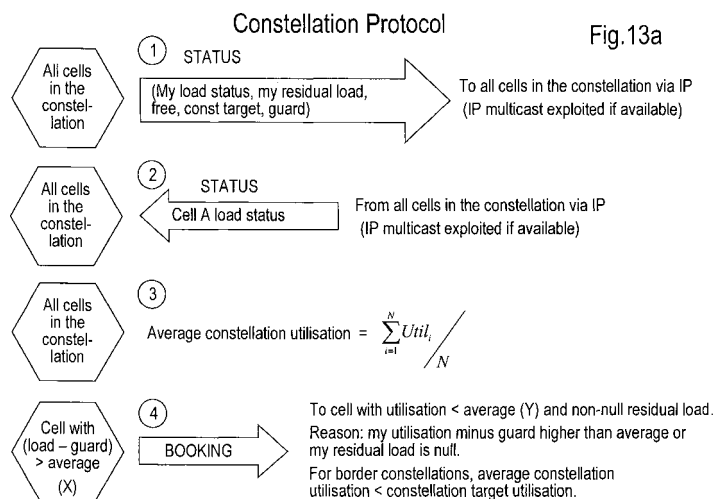 Constellation Protocol
Fig.13a
All cells
in the
constel-
lation
1
STATUS
(My load status, my residual load,
free, const target, guard)
To all cells in the constellation via IP
(IP multicast exploited if available)
All cells
in the
constel-
lation
2
STATUS
Cell A load status
From all cells in the constellation via IP
(IP multicast exploited if available)
All cells
in the
constel-
lation
3
Average constellation utilisation = \sum_{i=1}^{N} Util_i / N
Cell with
(load – guard)
> average
(X)
4
BOOKING
To cell with utilisation < average (Y) and non-null residual load.
Reason: my utilisation minus guard higher than average or
my residual load is null.
For border constellations, average constellation
utilisation < constellation target utilisation.